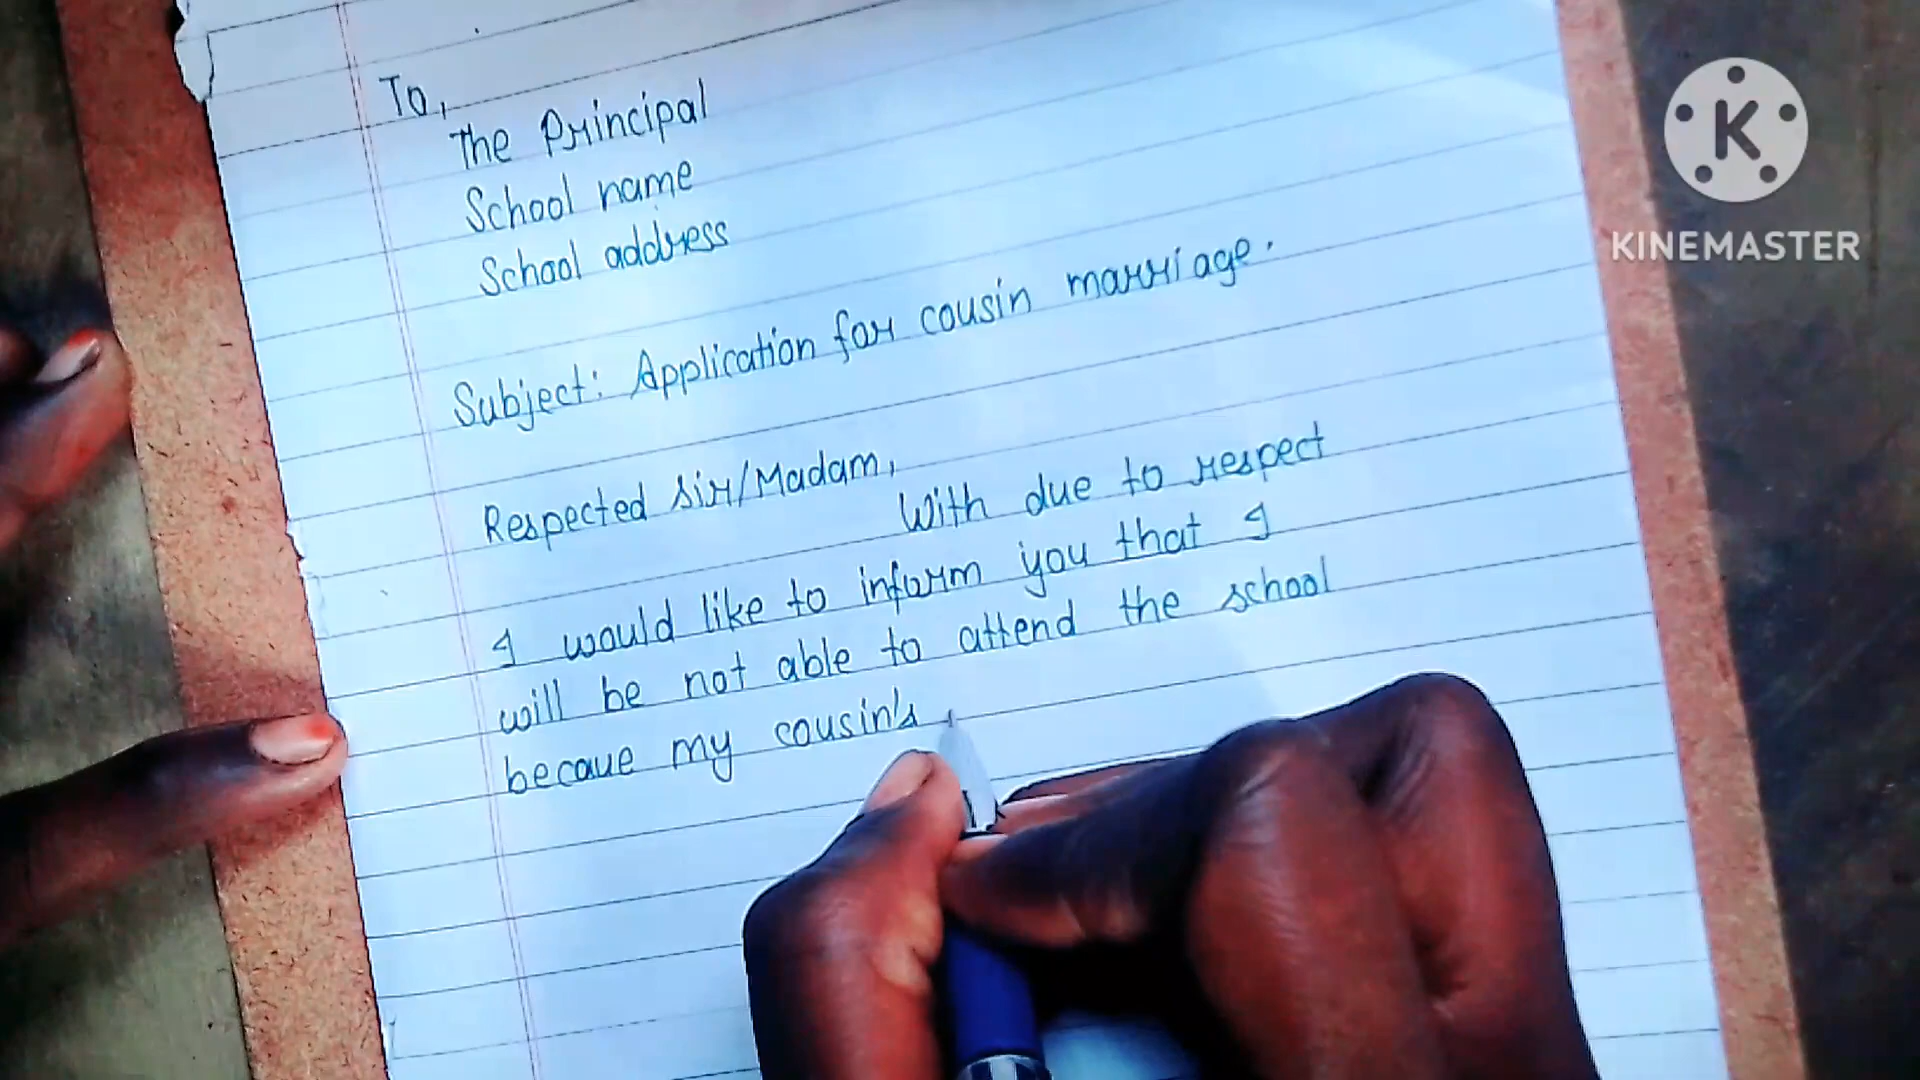 To,
The Principal
School name
School address
Subject: Application for cousin marriage.
Respected sir/Madam,
With due to respect
I would like to inform you that I
will be not able to attend the school
becaue my cousin's
K
KINEMASTER